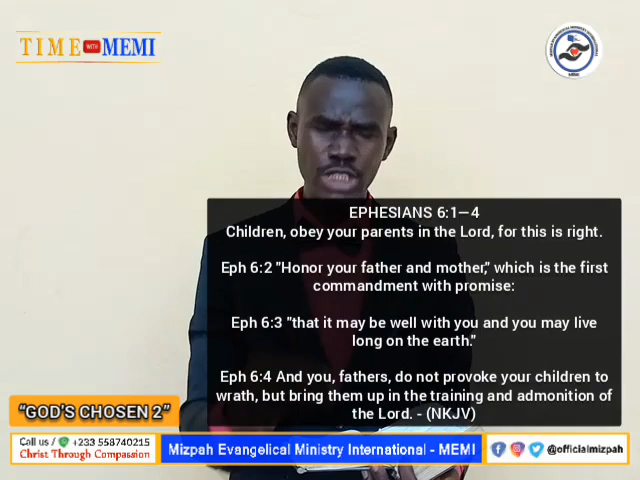 TIME WITH MEMI
MEMI
EPHESIANS 6:1—4
Children, obey your parents in the Lord, for this is right.
Eph 6:2 "Honor your father and mother," which is the first
commandment with promise:
Eph 6:3 "that it may be well with you and you may live
long on the earth."
Eph 6:4 And you, fathers, do not provoke your children to
wrath, but bring them up in the training and admonition of
the Lord. - (NKJV)
“GOD'S CHOSEN 2”
Call us / +233 558740215
Christ Through Compassion
Mizpah Evangelical Ministry International - MEMI
@officialmizpah